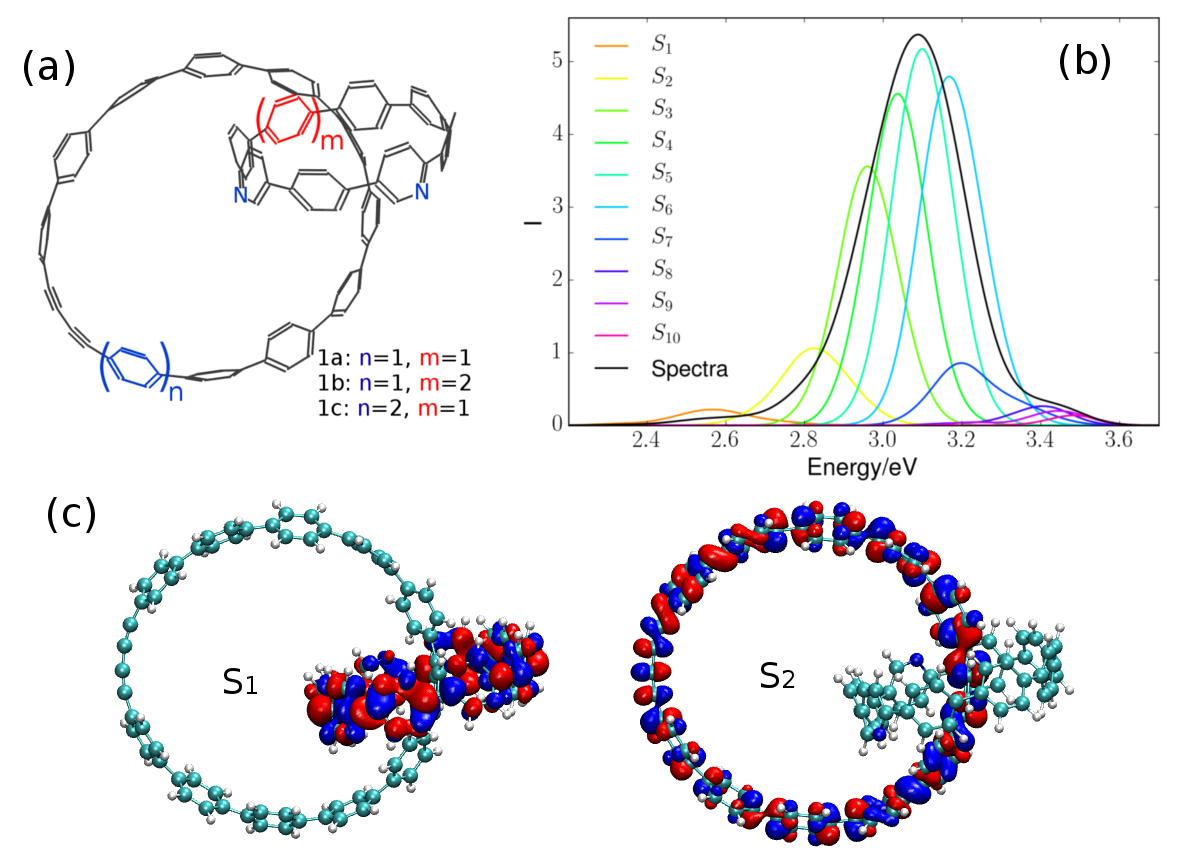 (a)
(
)m
N
N
(
)n
1a: n=1, m=1
1b: n=1, m=2
1c: n=2, m=1
(b)
S1
S2
S3
S4
S5
S6
S7
S8
S9
S10
Spectra
I
5
4
3
2
1
0
2.4 2.6 2.8 3.0 3.2 3.4 3.6
Energy/eV
(c)
S1
S2